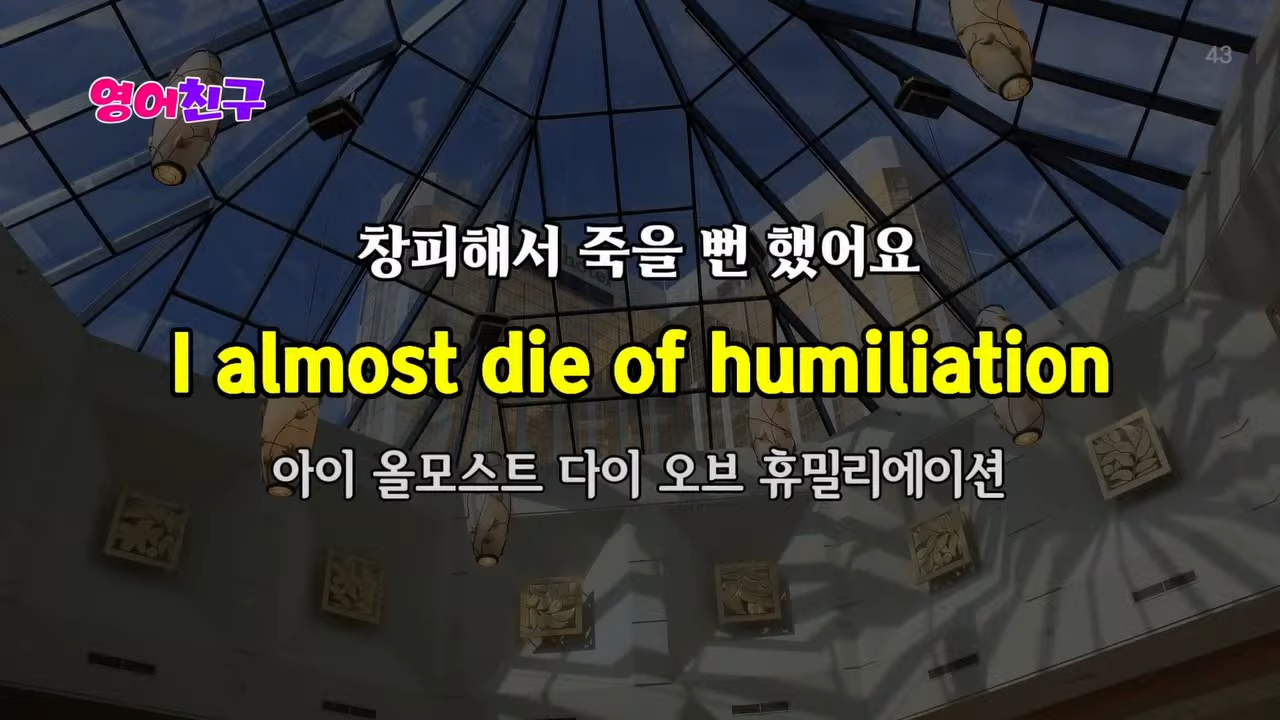 43
영어친구
창피해서 죽을 뻔 했어요
I almost die of humiliation
아이 올모스트 다이 오브 휴밀리에이션